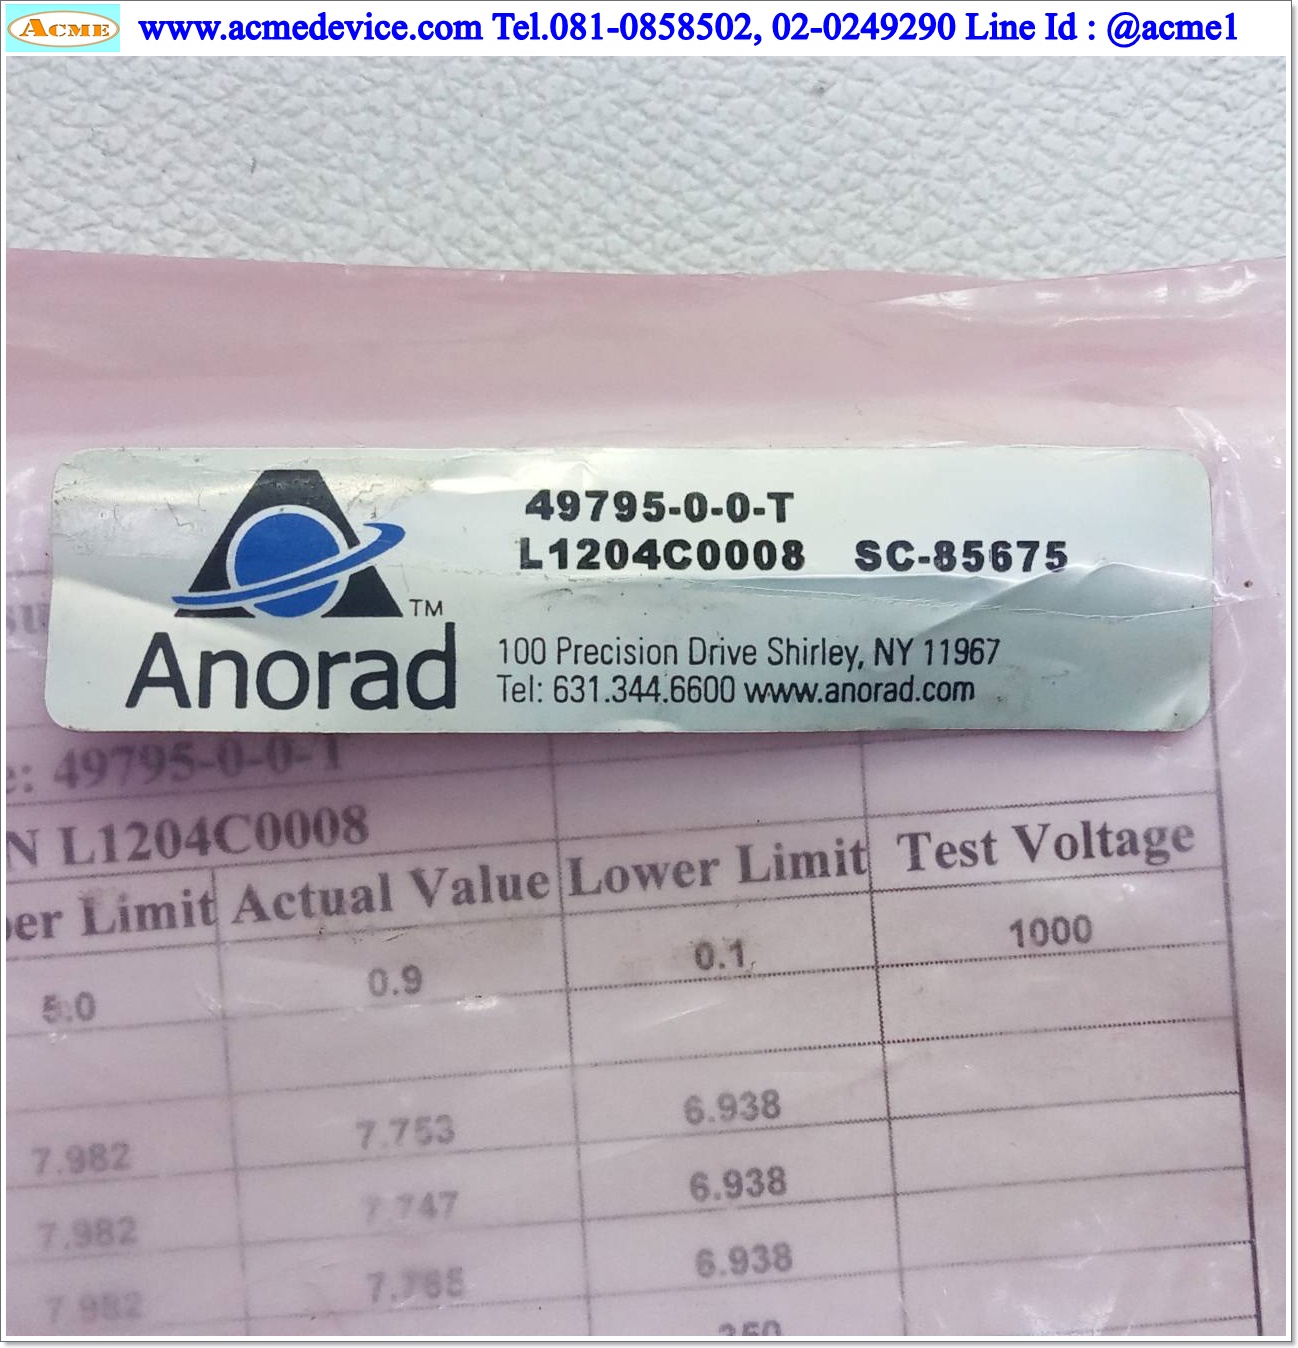 ACME www.acmedevice.com Tel.081-0858502, 02-0249290 Line Id : @acme1
49795-0-0-T
L1204C0008 SC-85675
TM
Anorad
100 Precision Drive Shirley, NY 11967
Tel: 631.344.6600 www.anorad.com
e: 49795-0-0-T
N L1204C0008
er Limit Actual Value Lower Limit Test Voltage
5.0 0.9 0.1 1000
7.982 7.753 6.938
7.982 7.747 6.938
7.982 6.938